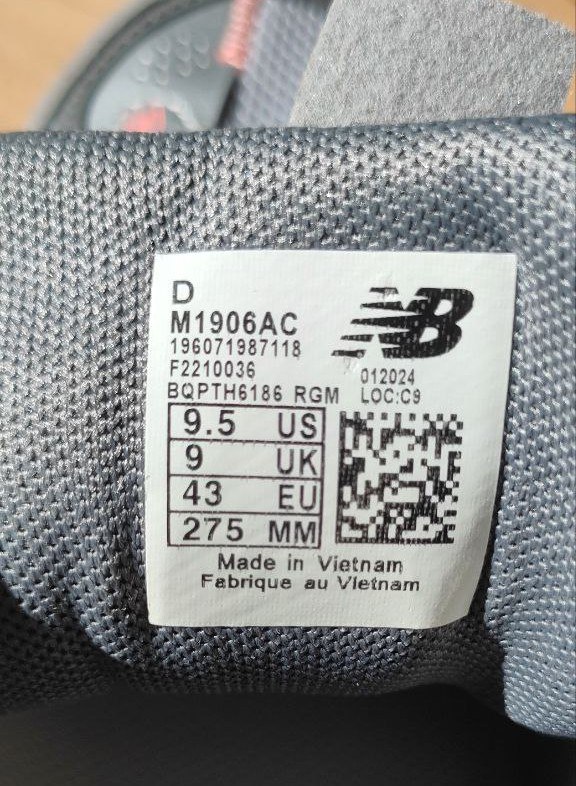 D
M1906AC
196071987118
F2210036
012024
BQPTH6186 RGM
LOC:C9
9.5 US
9 UK
43 EU
275 MM
Made in Vietnam
Fabrique au Vietnam
NB